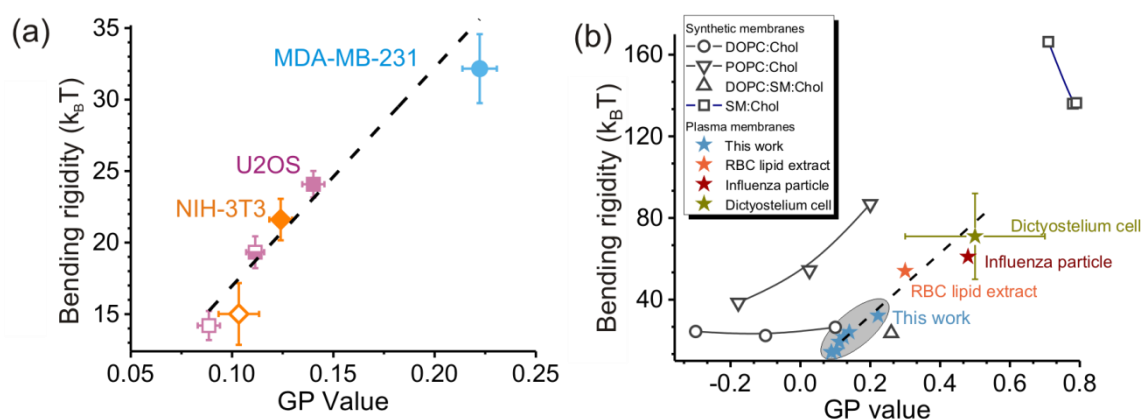 (a)
35
30
25
20
15
Bending rigidity (k_BT)
MDA-MB-231
U2OS
NIH-3T3
0.05
0.10
0.15
0.20
0.25
GP Value
(b)
160
120
80
40
Bending rigidity (k_BT)
Synthetic membranes
DOPC:Chol
POPC:Chol
DOPC:SM:Chol
SM:Chol
Plasma membranes
This work
RBC lipid extract
Influenza particle
Dictyostelium cell
Dictyostelium cell
Influenza particle
RBC lipid extract
This work
-0.2
0.0
0.2
0.4
0.6
0.8
GP value